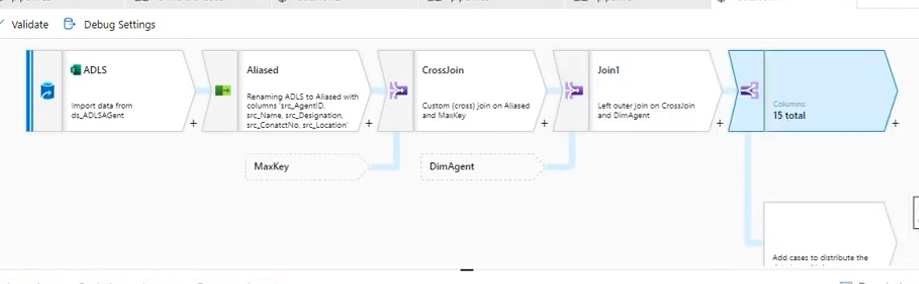 Validate
Debug Settings
ADLS
Import data from
ds_ADLSAGent
+
Aliased
Renaming ADLS to Aliased with
columns 'src_AgentID,
src_Name, src_Designation,
src_ConatctNo, src_Location'
+
CrossJoin
Custom (cross) join on Aliased
and MaxKey
+
Join1
Left outer join on CrossJoin
and DimAgent
+
Columns:
15 total
+
MaxKey
DimAgent
Add cases to distribute the